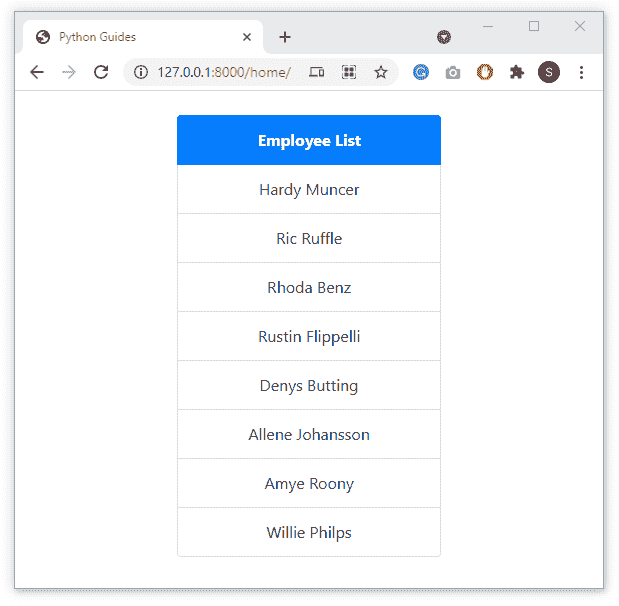 Python Guides
127.0.0.1:8000/home/
S
Employee List
Hardy Muncer
Ric Ruffle
Rhoda Benz
Rustin Flippelli
Denys Butting
Allene Johansson
Amye Roony
Willie Philps